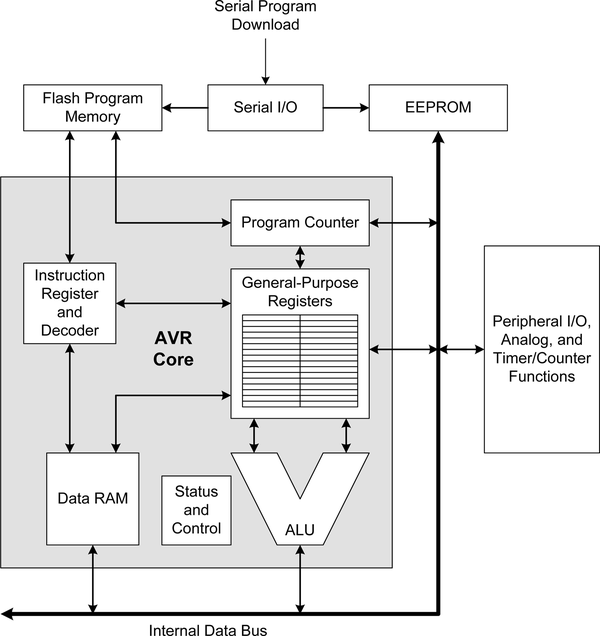 Serial Program
Download
Flash Program
Memory
Serial I/O
EEPROM
Program Counter
Instruction
Register
and
Decoder
General-Purpose
Registers
AVR
Core
Peripheral I/O,
Analog, and
Timer/Counter
Functions
Data RAM
Status
and
Control
ALU
Internal Data Bus